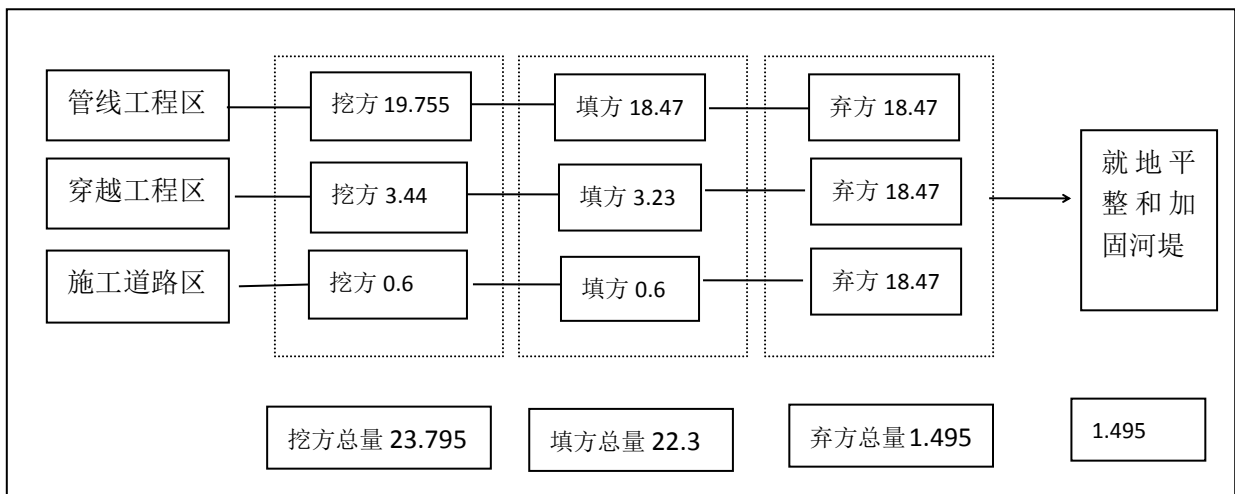 管线工程区
挖方 19.755
填方 18.47
弃方 18.47
穿越工程区
挖方 3.44
填方 3.23
弃方 18.47
施工道路区
挖方 0.6
填方 0.6
弃方 18.47
就地平
整和加
固河堤
挖方总量 23.795
填方总量 22.3
弃方总量 1.495
1.495